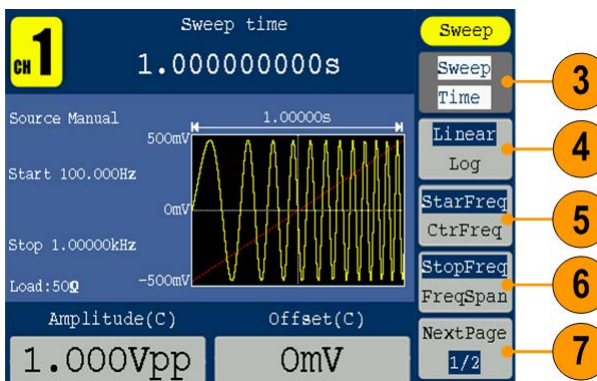 CH 1
Sweep time
1.000000000s
Source Manual
1.00000s
500mV
Start 100.000Hz
0mV
Stop 1.00000kHz
Load:50Ω
-500mV
Amplitude(C)
Offset(C)
1.000Vpp
0mV
Sweep
Sweep
Time
3
Linear
Log
4
StarFreq
CtrFreq
5
StopFreq
FreqSpan
6
NextPage
1/2
7